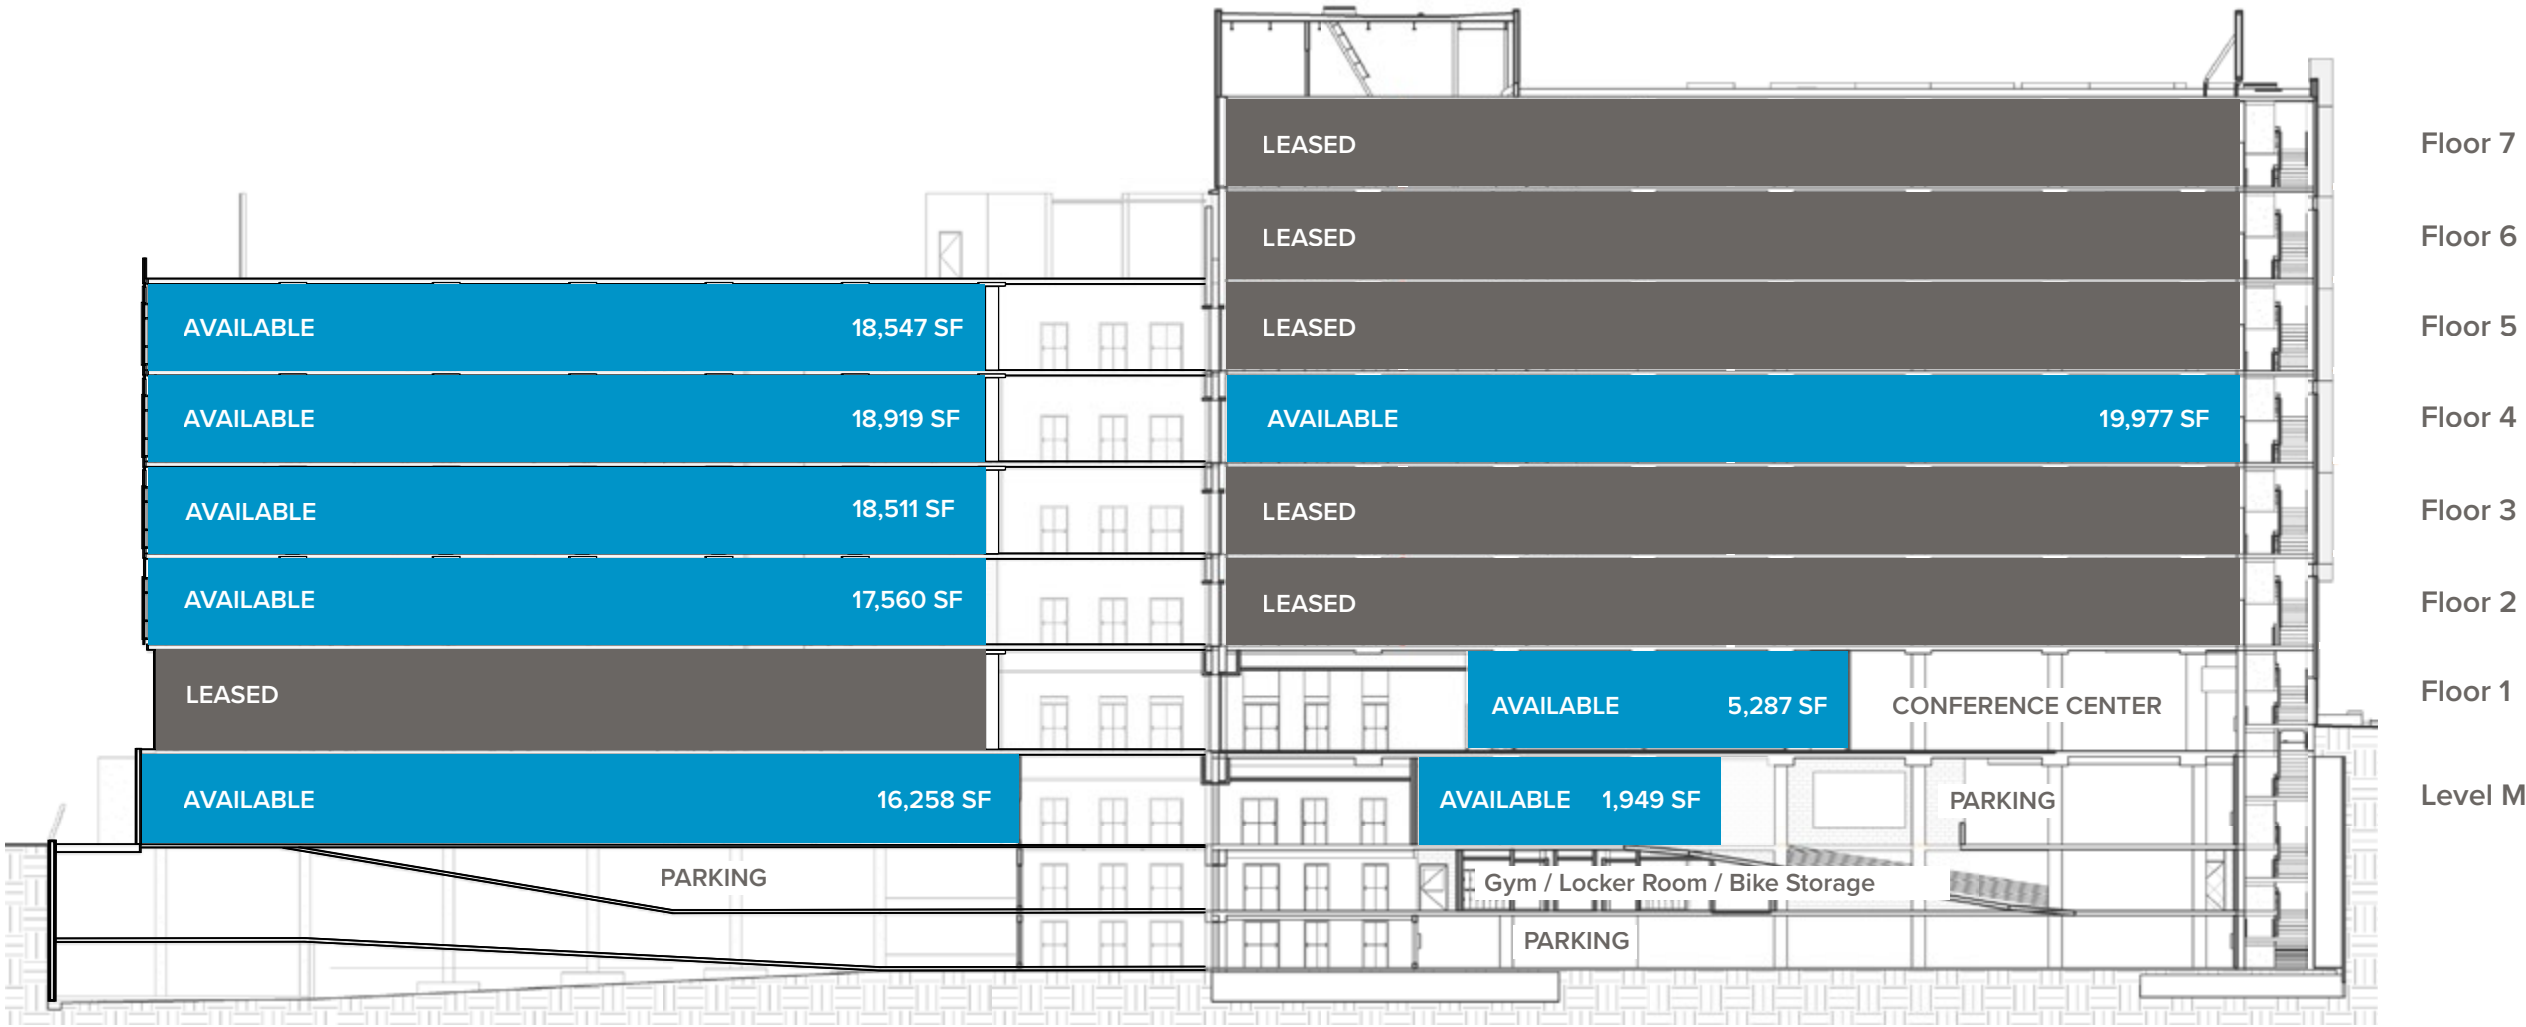 LEASED Floor 7
LEASED Floor 6
AVAILABLE 18,547 SF LEASED Floor 5
AVAILABLE 18,919 SF AVAILABLE 19,977 SF Floor 4
AVAILABLE 18,511 SF LEASED Floor 3
AVAILABLE 17,560 SF LEASED Floor 2
LEASED AVAILABLE 5,287 SF CONFERENCE CENTER Floor 1
AVAILABLE 16,258 SF AVAILABLE 1,949 SF PARKING Level M
PARKING Gym / Locker Room / Bike Storage
PARKING